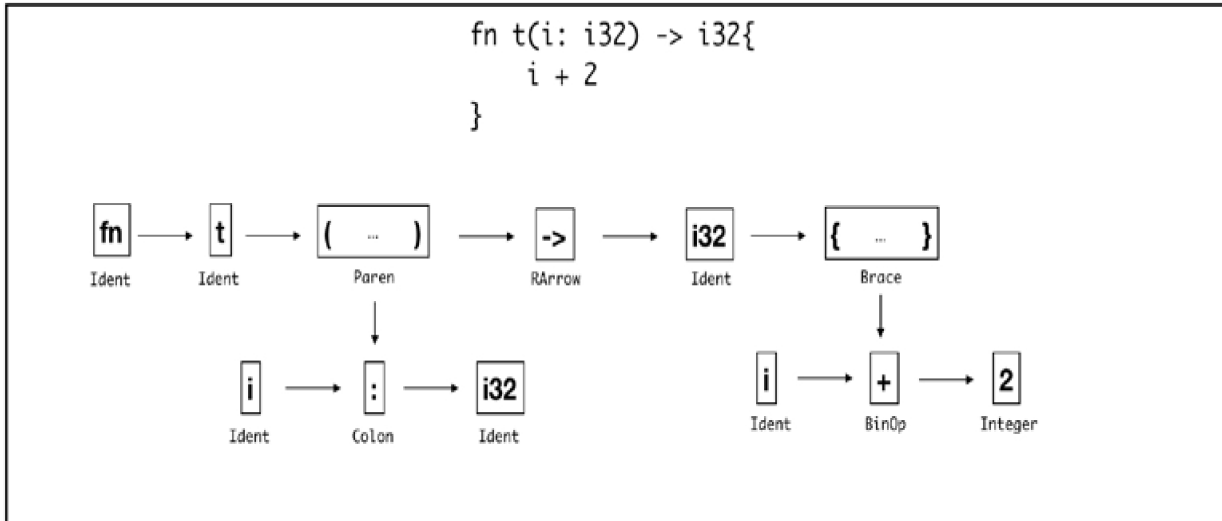 fn t(i: i32) -> i32{
i + 2
}
fn t ( ... ) -> i32 { ... }
Ident Ident Paren RArrow Ident Brace
i : i32 i + 2
Ident Colon Ident Ident BinOp Integer